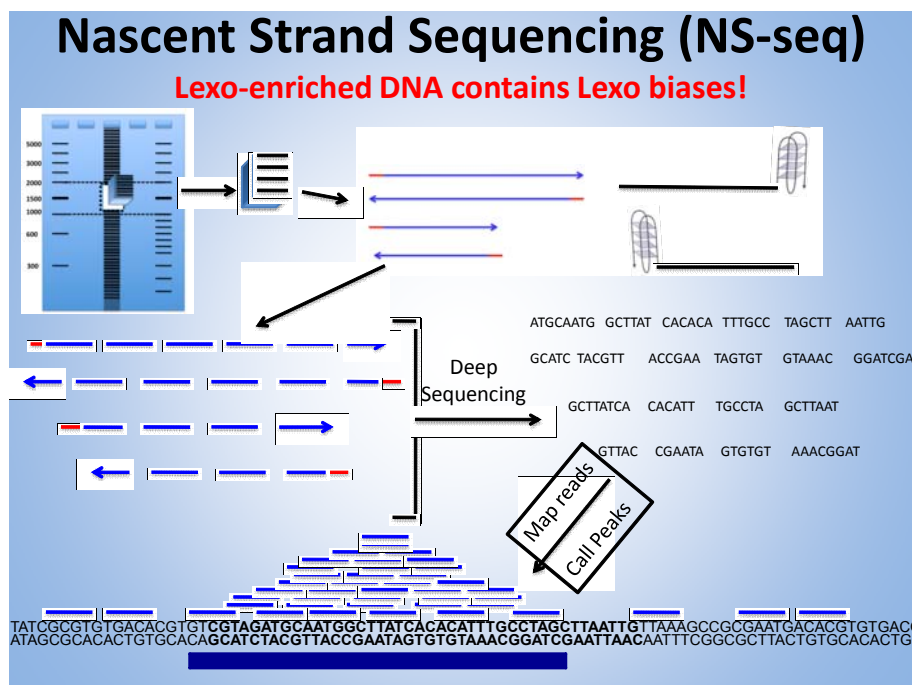 Nascent Strand Sequencing (NS-seq)
Lexo-enriched DNA contains Lexo biases!
5000
3000
2000
1500
1000
600
300
ATGCAATG GCTTAT CACACA TTTGCC TAGCTT AATTG
GCATC TACGTT ACCGAA TAGTGT GTAAAC GGATCGA
GCTTATCA CACATT TGCCTA GCTTAAT
GTTAC CGAATA GTGTGT AAACGGAT
Deep
Sequencing
Map reads
Call Peaks
TATCGCGTGTGACACGTGTCGTAGATGCAATGGCTTATCACACATTTGCCTAGCTTAATTGTTAAAGCCGCGAATGACACGTGTGACG
ATAGCGCACACTGTGCACAGCATCTACGTTACCGAATAGTGTGTAAACGGATCGAATTAACAATTTCGGCGCTTACTGTGCACACTG